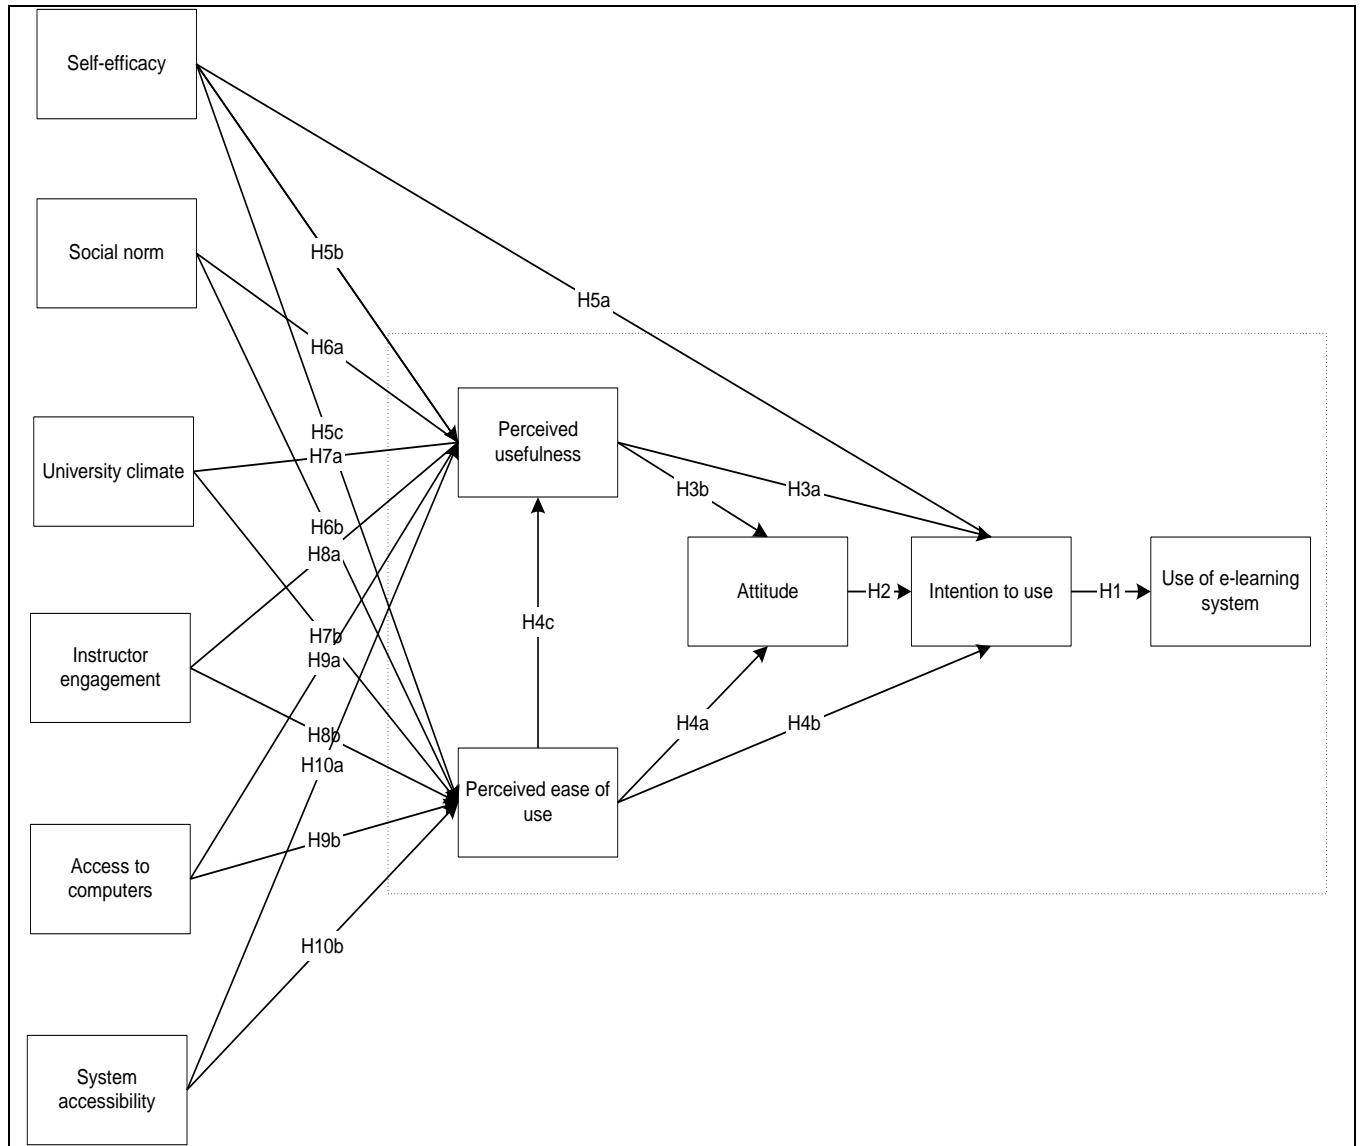 Self-efficacy
Social norm
H5b
H5a
H6a
Perceived
usefulness
H5c
H7a
University climate
H3b
H3a
H6b
H8a
Attitude
H2
Intention to use
H1
Use of e-learning
system
H4c
H7b
H9a
Instructor
engagement
H8b
H10a
H4a
H4b
Perceived ease of
use
H9b
Access to
computers
H10b
System
accessibility